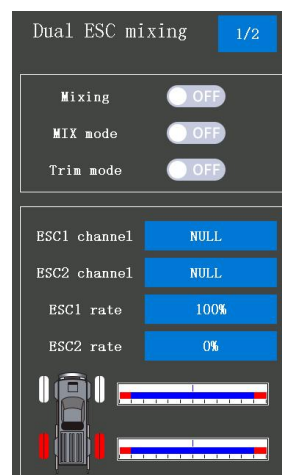 Dual ESC mixing 1/2
Mixing OFF
MIX mode OFF
Trim mode OFF
ESC1 channel NULL
ESC2 channel NULL
ESC1 rate 100%
ESC2 rate 0%